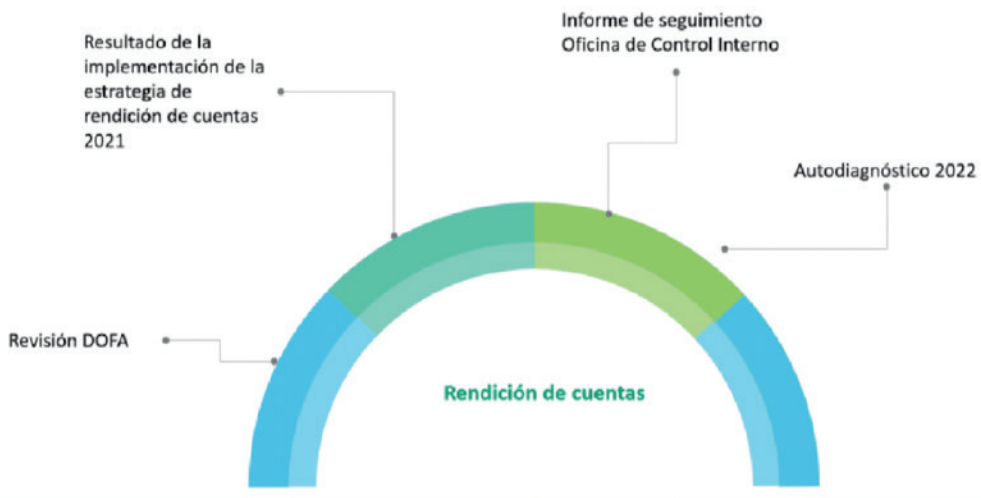 Informe de seguimiento
Oficina de Control Interno
Resultado de la
implementación de la
estrategia de
rendición de cuentas
2021
Autodiagnóstico 2022
Revisión DOFA
Rendición de cuentas